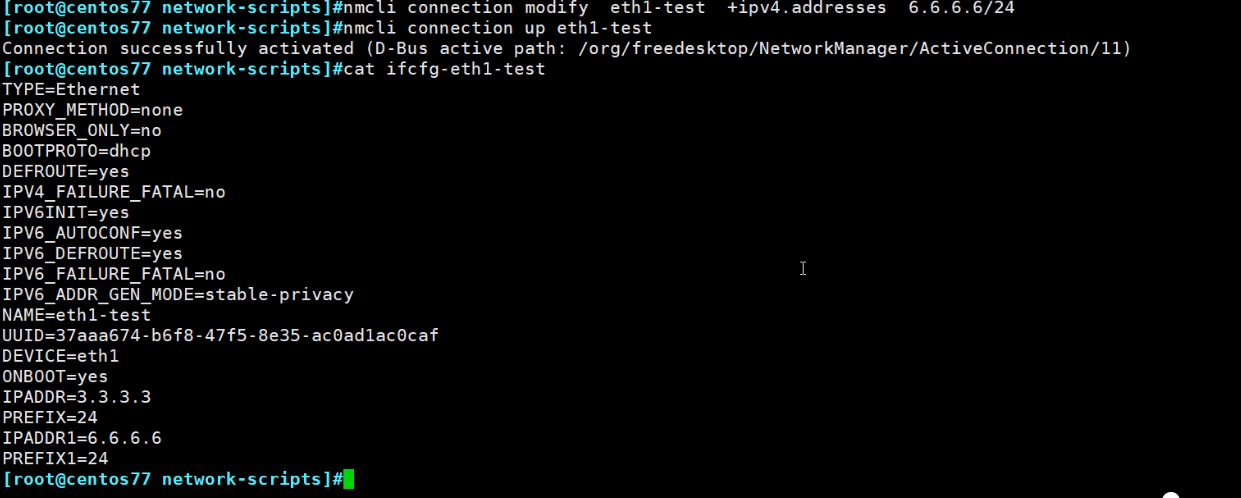 [root@centos77 network-scripts]#nmcli connection modify  eth1-test  +ipv4.addresses  6.6.6.6/24
[root@centos77 network-scripts]#nmcli connection up eth1-test
Connection successfully activated (D-Bus active path: /org/freedesktop/NetworkManager/ActiveConnection/11)
[root@centos77 network-scripts]#cat ifcfg-eth1-test
TYPE=Ethernet
PROXY_METHOD=none
BROWSER_ONLY=no
BOOTPROTO=dhcp
DEFROUTE=yes
IPV4_FAILURE_FATAL=no
IPV6INIT=yes
IPV6_AUTOCONF=yes
IPV6_DEFROUTE=yes
IPV6_FAILURE_FATAL=no
IPV6_ADDR_GEN_MODE=stable-privacy
NAME=eth1-test
UUID=37aaa674-b6f8-47f5-8e35-ac0ad1ac0caf
DEVICE=eth1
ONBOOT=yes
IPADDR=3.3.3.3
PREFIX=24
IPADDR1=6.6.6.6
PREFIX1=24
[root@centos77 network-scripts]#